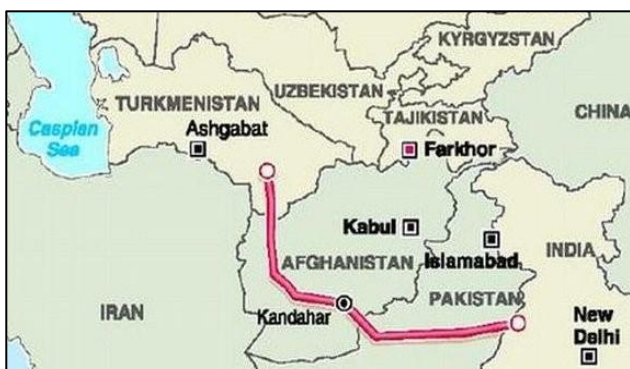 KYRGYZSTAN
UZBEKISTAN
TURKMENISTAN
TAJIKISTAN
CHINA
Caspian
Sea
Ashgabat
Farkhor
Kabul
INDIA
Islamabad
AFGHANISTAN
PAKISTAN
IRAN
Kandahar
New
Delhi